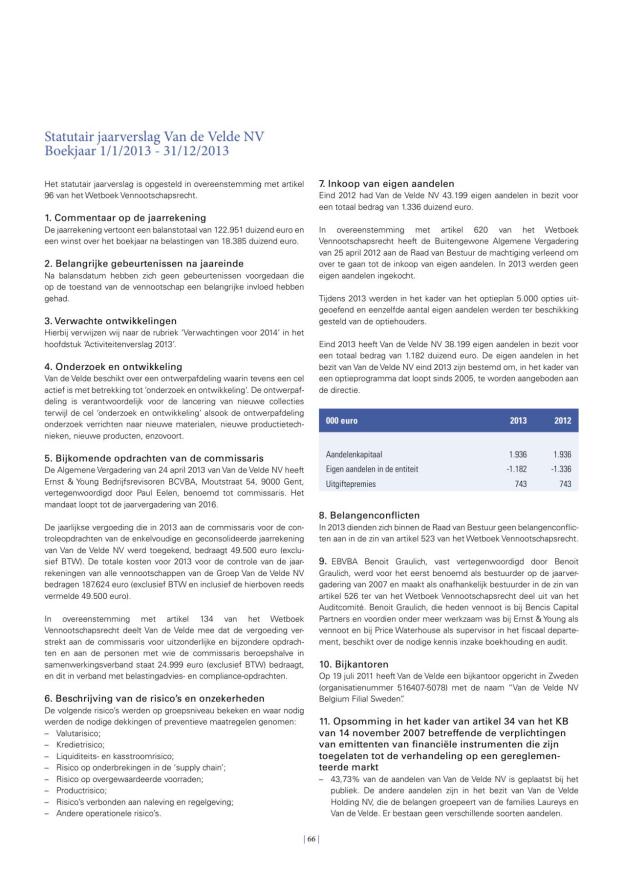 Statutair jaarverslag Van de Velde NV
Boekjaar 1/1/2013 - 31/12/2013
Het statutair jaarverslag is opgesteld in overeenstemming met artikel
96 van het Wetboek Vennootschapsrecht.
1. Commentaar op de jaarrekening
De jaarrekening vertoont een balanstotaal van 122.951 duizend euro en
een winst over het boekjaar na belastingen van 18.385 duizend euro.
2. Belangrijke gebeurtenissen na jaareinde
Na balansdatum hebben zich geen gebeurtenissen voorgedaan die
op de toestand van de vennootschap een belangrijke invloed hebben
gehad.
3. Verwachte ontwikkelingen
Hierbij verwijzen wij naar de rubriek ‘Verwachtingen voor 2014’ in het
hoofdstuk ‘Activiteitenverslag 2013’.
4. Onderzoek en ontwikkeling
Van de Velde beschikt over een ontwerpafdeling waarin tevens een cel
actief is met betrekking tot ‘onderzoek en ontwikkeling’. De ontwerpaf-
deling is verantwoordelijk voor de lancering van nieuwe collecties
terwijl de cel ‘onderzoek en ontwikkeling’ alsook de ontwerpafdeling
onderzoek verrichten naar nieuwe materialen, nieuwe productietech-
nieken, nieuwe producten, enzovoort.
5. Bijkomende opdrachten van de commissaris
De Algemene Vergadering van 24 april 2013 van Van de Velde NV heeft
Ernst & Young Bedrijfsrevisoren BCVBA, Moutstraat 54, 9000 Gent,
vertegenwoordigd door Paul Eelen, benoemd tot commissaris. Het
mandaat loopt tot de jaarvergadering van 2016.
De jaarlijkse vergoeding die in 2013 aan de commissaris voor de con-
troleopdrachten van de enkelvoudige en geconsolideerde jaarrekening
van Van de Velde NV werd toegekend, bedraagt 49.500 euro (exclu-
sief BTW). De totale kosten voor 2013 voor de controle van de jaar-
rekeningen van alle vennootschappen van de Groep Van de Velde NV
bedragen 187.624 euro (exclusief BTW en inclusief de hierboven reeds
vermelde 49.500 euro).
In overeenstemming met artikel 134 van het Wetboek
Vennootschapsrecht deelt Van de Velde mee dat de vergoeding ver-
strekt aan de commissaris voor uitzonderlijke en bijzondere opdrach-
ten en aan de personen met wie de commissaris beroepshalve in
samenwerkingsverband staat 24.999 euro (exclusief BTW) bedraagt,
en dit in verband met belastingadvies- en compliance-opdrachten.
6. Beschrijving van de risico’s en onzekerheden
De volgende risico’s werden op groepsniveau bekeken en waar nodig
werden de nodige dekkingen of preventieve maatregelen genomen:
– Valutarisico;
– Kredietrisico;
– Liquiditeits- en kasstroomrisico;
– Risico op onderbrekingen in de ‘supply chain’;
– Risico op overgewaardeerde voorraden;
– Productrisico;
– Risico’s verbonden aan naleving en regelgeving;
– Andere operationele risico’s.
7. Inkoop van eigen aandelen
Eind 2012 had Van de Velde NV 43.199 eigen aandelen in bezit voor
een totaal bedrag van 1.336 duizend euro.
In overeenstemming met artikel 620 van het Wetboek
Vennootschapsrecht heeft de Buitengewone Algemene Vergadering
van 25 april 2012 aan de Raad van Bestuur de machtiging verleend om
over te gaan tot de inkoop van eigen aandelen. In 2013 werden geen
eigen aandelen ingekocht.
Tijdens 2013 werden in het kader van het optieplan 5.000 opties uit-
geoefend en eenzelfde aantal eigen aandelen werden ter beschikking
gesteld van de optiehouders.
Eind 2013 heeft Van de Velde NV 38.199 eigen aandelen in bezit voor
een totaal bedrag van 1.182 duizend euro. De eigen aandelen in het
bezit van Van de Velde NV eind 2013 zijn bestemd om, in het kader van
een optieprogramma dat loopt sinds 2005, te worden aangeboden aan
de directie.
000 euro 2013 2012
Aandelenkapitaal 1.936 1.936
Eigen aandelen in de entiteit -1.182 -1.336
Uitgiftepremies 743 743
8. Belangenconflicten
In 2013 dienden zich binnen de Raad van Bestuur geen belangenconflic-
ten aan in de zin van artikel 523 van het Wetboek Vennootschapsrecht.
9. EBVBA Benoit Graulich, vast vertegenwoordigd door Benoit
Graulich, werd voor het eerst benoemd als bestuurder op de jaarver-
gadering van 2007 en maakt als onafhankelijk bestuurder in de zin van
artikel 526 ter van het Wetboek Vennootschapsrecht deel uit van het
Auditcomité. Benoit Graulich, die heden vennoot is bij Bencis Capital
Partners en voordien onder meer werkzaam was bij Ernst & Young als
vennoot en bij Price Waterhouse als supervisor in het fiscaal departe-
ment, beschikt over de nodige kennis inzake boekhouding en audit.
10. Bijkantoren
Op 19 juli 2011 heeft Van de Velde een bijkantoor opgericht in Zweden
(organisatienummer 516407-5078) met de naam “Van de Velde NV
Belgium Filial Sweden”.
11. Opsomming in het kader van artikel 34 van het KB
van 14 november 2007 betreffende de verplichtingen
van emittenten van financiële instrumenten die zijn
toegelaten tot de verhandeling op een gereglemen-
teerde markt
– 43,73% van de aandelen van Van de Velde NV is geplaatst bij het
publiek. De andere aandelen zijn in het bezit van Van de Velde
Holding NV, die de belangen groepeert van de families Laureys en
Van de Velde. Er bestaan geen verschillende soorten aandelen.
| 66 |